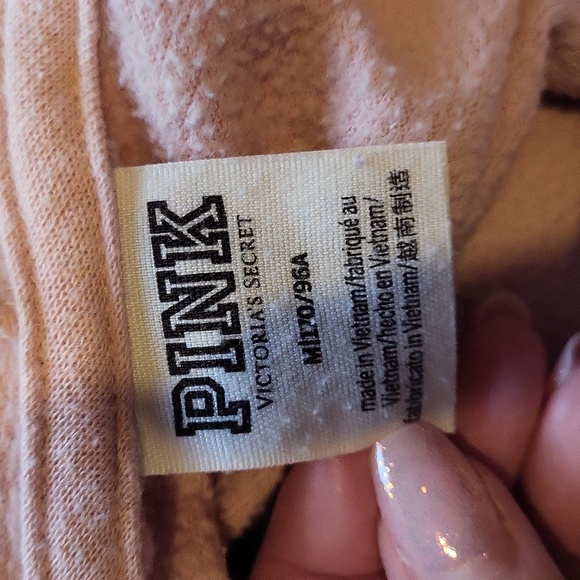 PINK
VICTORIA'S SECRET
M/170/96A
made in Vietnam/fabriqué au
Vietnam/hecho en Vietnam/
fabricato in Vietnam/越南制造